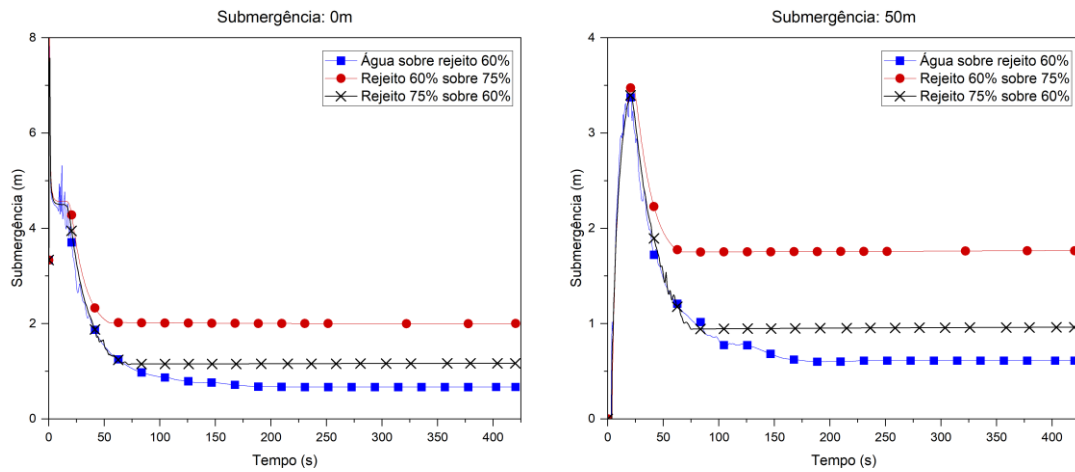 Submergência: 0m
8
6
4
2
0
Submergência (m)
0 50 100 150 200 250 300 350 400
Tempo (s)
Água sobre rejeito 60%
Rejeito 60% sobre 75%
Rejeito 75% sobre 60%
Submergência: 50m
4
3
2
1
0
Submergência (m)
0 50 100 150 200 250 300 350 400
Tempo (s)
Água sobre rejeito 60%
Rejeito 60% sobre 75%
Rejeito 75% sobre 60%